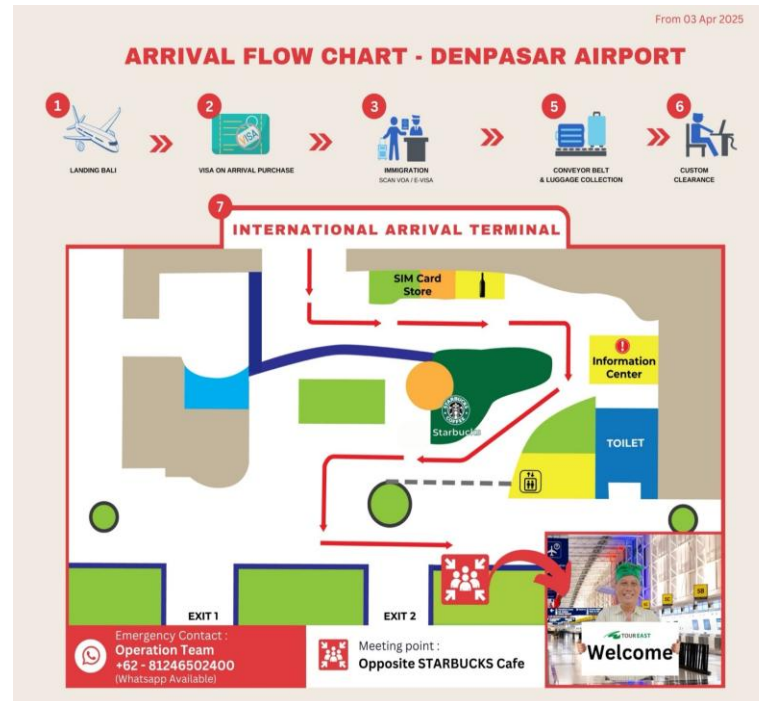 From 03 Apr 2025
ARRIVAL FLOW CHART - DENPASAR AIRPORT
1
2
3
5
6
VISA
LANDING BALI
VISA ON ARRIVAL PURCHASE
IMMIGRATION
SCAN VOA / E-VISA
CONVEYOR BELT
& LUGGAGE COLLECTION
CUSTOM
CLEARANCE
7
INTERNATIONAL ARRIVAL TERMINAL
SIM Card
Store
Information
Center
STARBUCKS
COFFEE
Starbucks
TOILET
EXIT 1
EXIT 2
TOUREAST
Welcome
Emergency Contact :
Operation Team
+62 - 81246502400
(Whatsapp Available)
Meeting point :
Opposite STARBUCKS Cafe